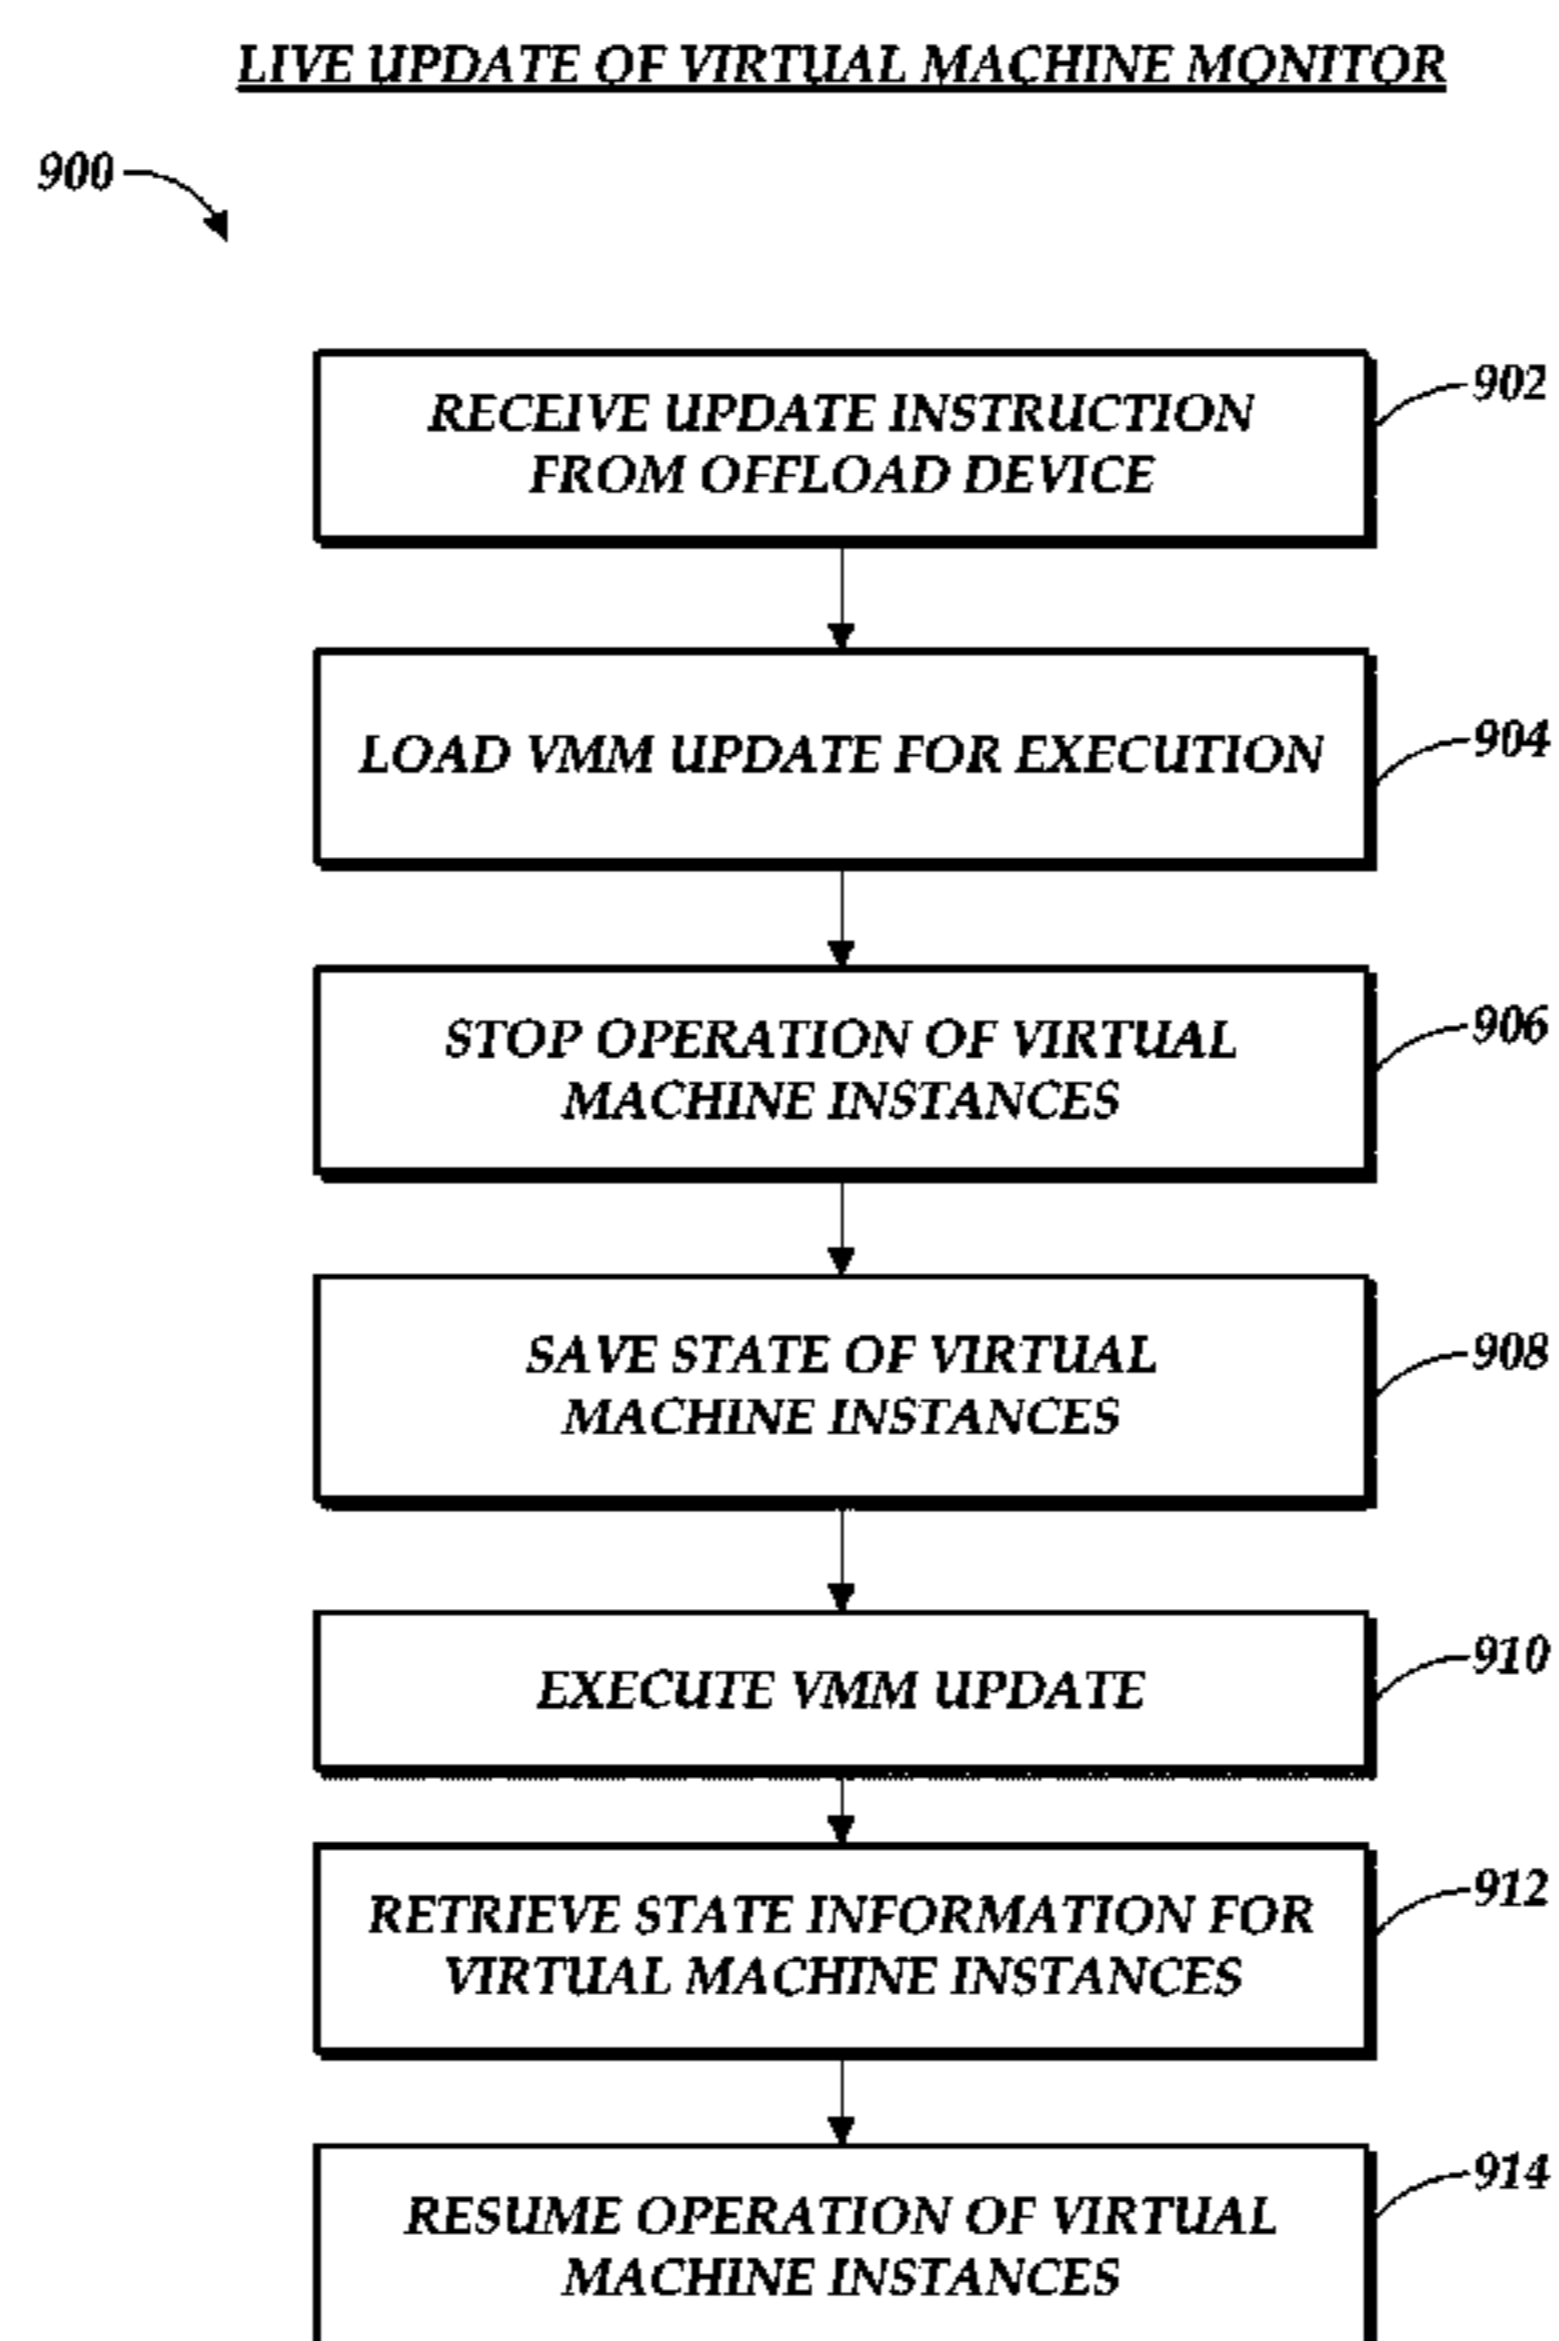 LIVE UPDATE OF VIRTUAL MACHINE MONITOR
900
RECEIVE UPDATE INSTRUCTION
FROM OFFLOAD DEVICE
902
LOAD VMM UPDATE FOR EXECUTION
904
STOP OPERATION OF VIRTUAL
MACHINE INSTANCES
906
SAVE STATE OF VIRTUAL
MACHINE INSTANCES
908
EXECUTE VMM UPDATE
910
RETRIEVE STATE INFORMATION FOR
VIRTUAL MACHINE INSTANCES
912
RESUME OPERATION OF VIRTUAL
MACHINE INSTANCES
914